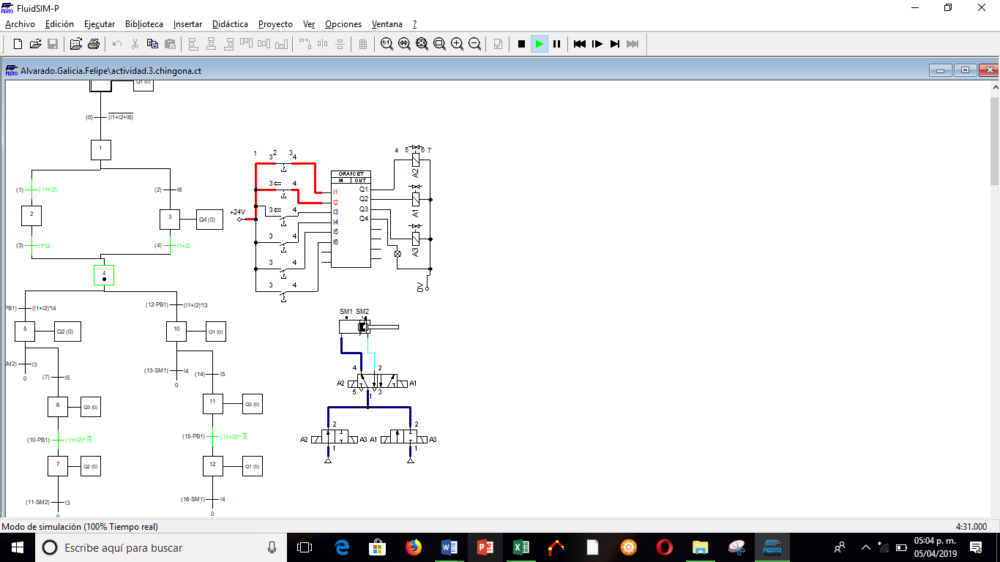 FluidSIM-P
Archivo Edición Ejecutar Biblioteca Insertar Didáctica Proyecto Ver Opciones Ventana ?
Alvarado.Galicia.Felipe\actividad.3.chingona.ct
Q1 (0)
(0) (I1+I2+I6)
1
(1) (I1+I2)
(2) I6
2
3 Q4 (0)
(3) I1*I2
(4) I1+I2
4
PB1) (I1+I2)*I4
(12-PB1) (I1+I2)*I3
5 Q2 (0)
10 Q1 (0)
SM2) I3
0
(7) I5
(13-SM1) I4
0
(14) I5
6 Q3 (0)
11 Q3 (0)
(10-PB1) (I1+I2)*I5
(15-PB1) (I1+I2)*I5
7 Q2 (0)
12 Q1 (0)
(11-SM2) I3
0
(16-SM1) I4
0
1 2 3 4 5 6 7
3 4
3 4
3 4
3 4
3 4
3 4
+24V
GRAFCET
IN OUT
I1 Q1
I2 Q2
I3 Q3
I4 Q4
I5
I6
A2
A1
A3
0V
SM1 SM2
4 2
A2 A1
5 1 3
2 2
A2 A3 A1 A3
1 1
Modo de simulación (100% Tiempo real) 4:31.000
Escribe aquí para buscar
05:04 p. m.
05/04/2019